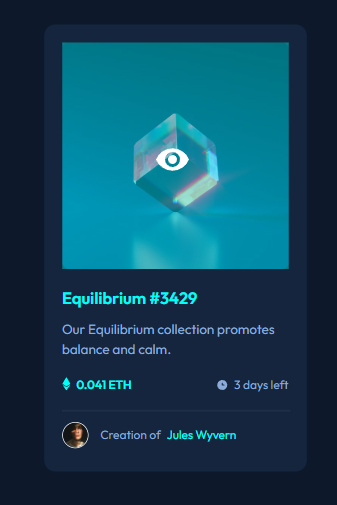 Equilibrium #3429
Our Equilibrium collection promotes
balance and calm.
0.041 ETH
3 days left
Creation of Jules Wyvern